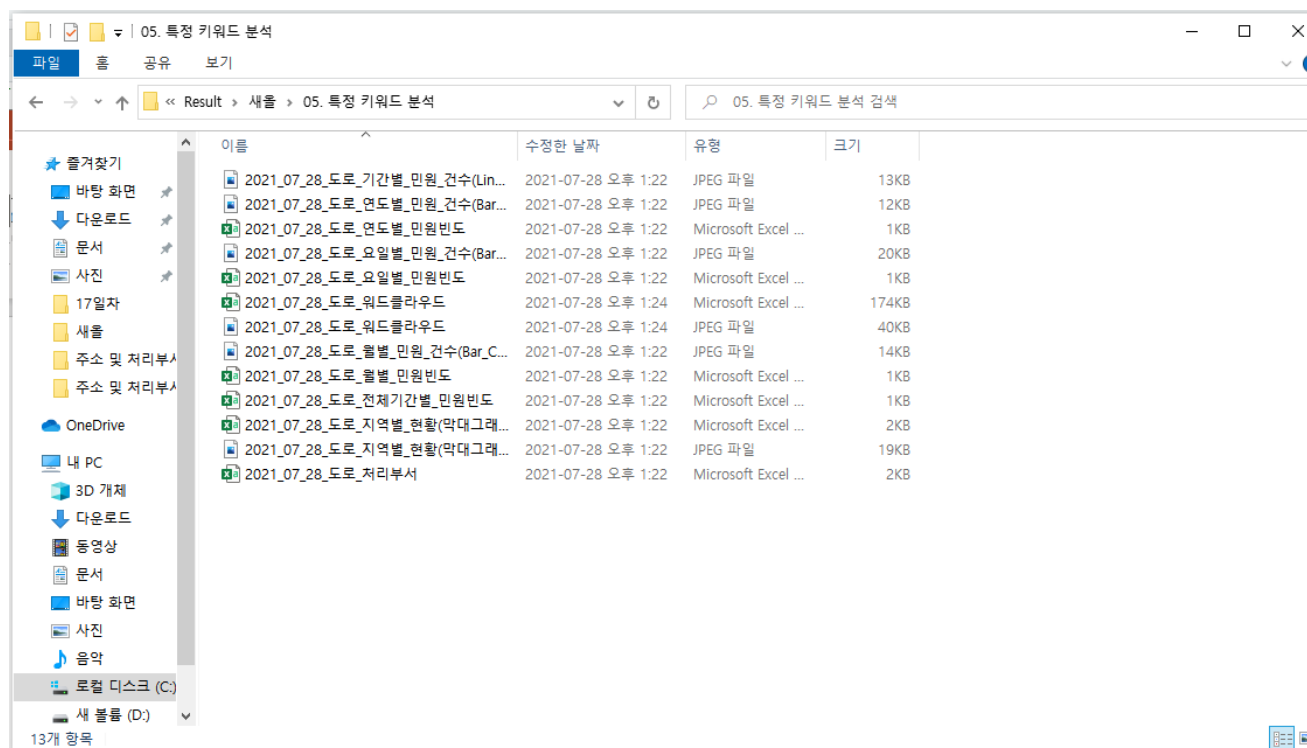 05. 특정 키워드 분석
파일 홈 공유 보기
« Result › 새올 › 05. 특정 키워드 분석
05. 특정 키워드 분석 검색
이름 수정한 날짜 유형 크기
즐겨찾기
바탕 화면
다운로드
문서
사진
17일차
새올
주소 및 처리부서
주소 및 처리부서
OneDrive
내 PC
3D 개체
다운로드
동영상
문서
바탕 화면
사진
음악
로컬 디스크 (C:)
새 볼륨 (D:)
2021_07_28_도로_기간별_민원_건수(Lin... 2021-07-28 오후 1:22 JPEG 파일 13KB
2021_07_28_도로_연도별_민원_건수(Bar... 2021-07-28 오후 1:22 JPEG 파일 12KB
2021_07_28_도로_연도별_민원빈도 2021-07-28 오후 1:22 Microsoft Excel ... 1KB
2021_07_28_도로_요일별_민원_건수(Bar... 2021-07-28 오후 1:22 JPEG 파일 20KB
2021_07_28_도로_요일별_민원빈도 2021-07-28 오후 1:22 Microsoft Excel ... 1KB
2021_07_28_도로_워드클라우드 2021-07-28 오후 1:24 Microsoft Excel ... 174KB
2021_07_28_도로_워드클라우드 2021-07-28 오후 1:24 JPEG 파일 40KB
2021_07_28_도로_월별_민원_건수(Bar_C... 2021-07-28 오후 1:22 JPEG 파일 14KB
2021_07_28_도로_월별_민원빈도 2021-07-28 오후 1:22 Microsoft Excel ... 1KB
2021_07_28_도로_전체기간별_민원빈도 2021-07-28 오후 1:22 Microsoft Excel ... 1KB
2021_07_28_도로_지역별_현황(막대그래... 2021-07-28 오후 1:22 Microsoft Excel ... 2KB
2021_07_28_도로_지역별_현황(막대그래... 2021-07-28 오후 1:22 JPEG 파일 19KB
2021_07_28_도로_처리부서 2021-07-28 오후 1:22 Microsoft Excel ... 2KB
13개 항목